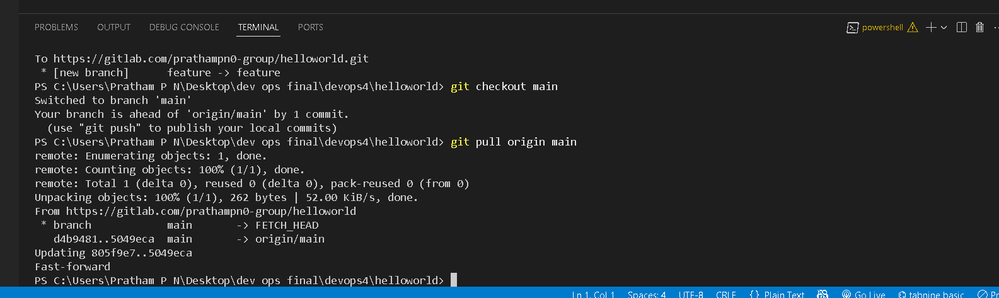 PROBLEMS OUTPUT DEBUG CONSOLE TERMINAL PORTS powershell
To https://gitlab.com/prathampn0-group/helloworld.git
 * [new branch]      feature -> feature
PS C:\Users\Pratham P N\Desktop\dev ops final\devops4\helloworld> git checkout main
Switched to branch 'main'
Your branch is ahead of 'origin/main' by 1 commit.
  (use "git push" to publish your local commits)
PS C:\Users\Pratham P N\Desktop\dev ops final\devops4\helloworld> git pull origin main
remote: Enumerating objects: 1, done.
remote: Counting objects: 100% (1/1), done.
remote: Total 1 (delta 0), reused 0 (delta 0), pack-reused 0 (from 0)
Unpacking objects: 100% (1/1), 262 bytes | 52.00 KiB/s, done.
From https://gitlab.com/prathampn0-group/helloworld
 * branch            main       -> FETCH_HEAD
   d4b9481..5049eca  main       -> origin/main
Updating 805f9e7..5049eca
Fast-forward
PS C:\Users\Pratham P N\Desktop\dev ops final\devops4\helloworld>
Ln 1, Col 1 Spaces: 4 UTF-8 CRLF {} Plain Text Go Live tabnine basic